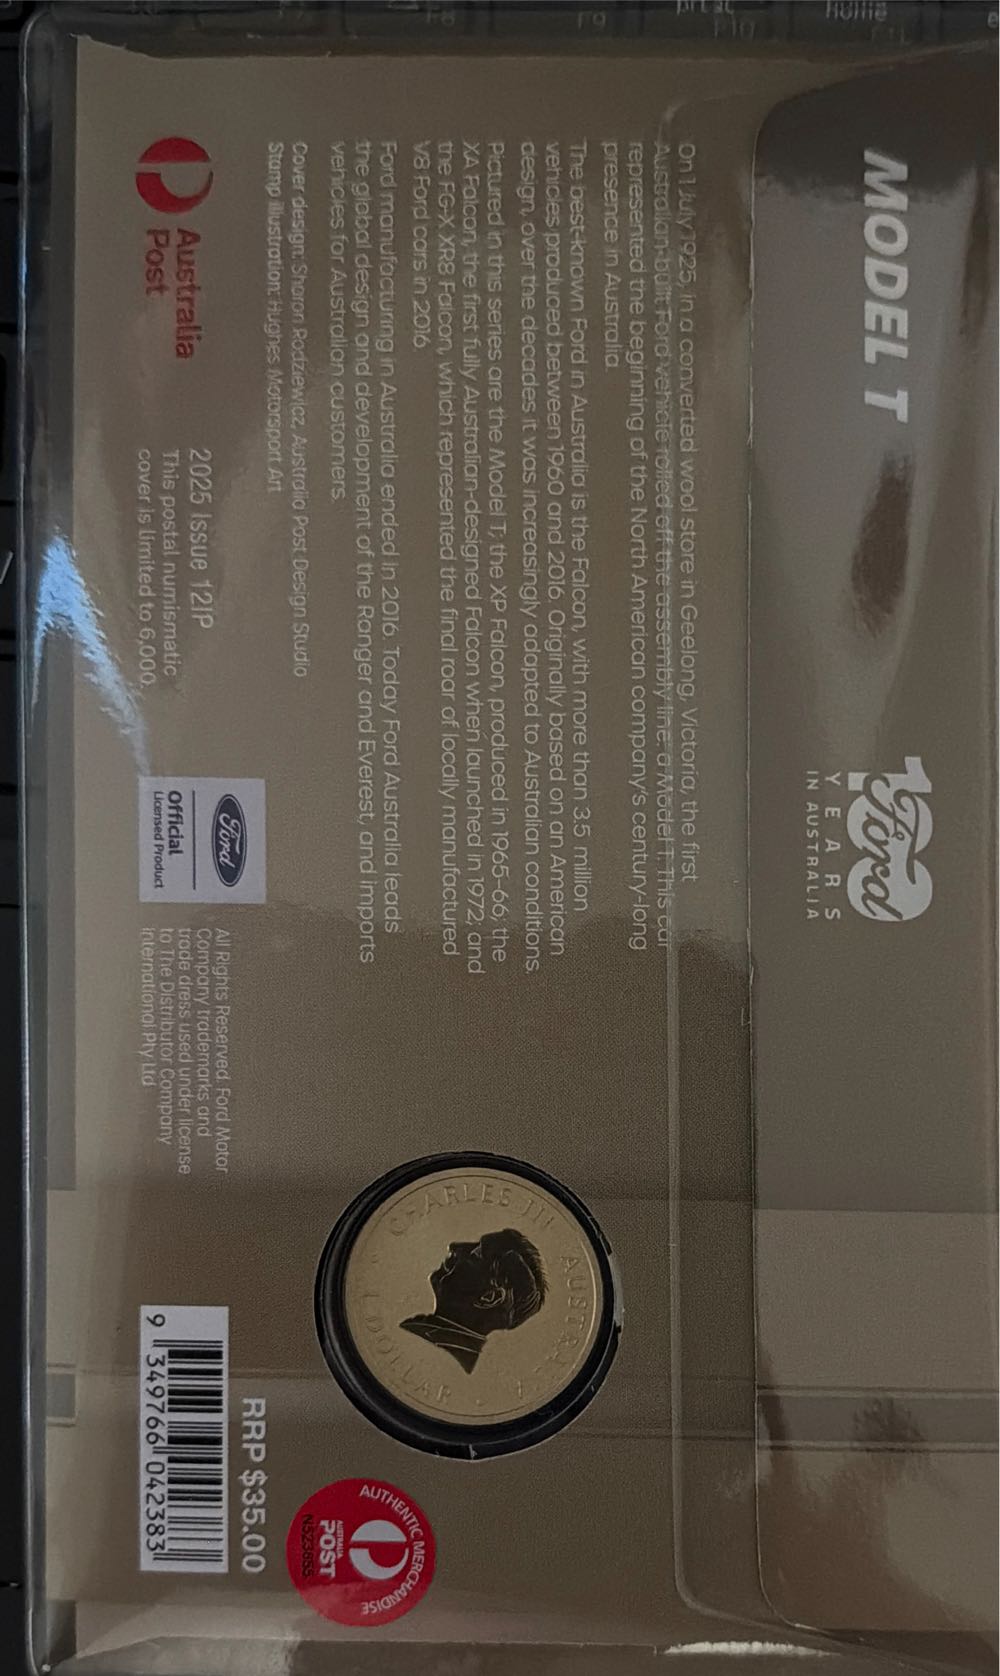 MODEL T
100
Ford
YEARS
IN AUSTRALIA
On 1 July 1925, in a converted wool store in Geelong, Victoria, the first
Australian-built Ford vehicle rolled off the assembly line: a Model T. This car
represented the beginning of the North American company's century-long
presence in Australia.
The best-known Ford in Australia is the Falcon, with more than 3.5 million
vehicles produced between 1960 and 2016. Originally based on an American
design, over the decades it was increasingly adapted to Australian conditions.
Pictured in this series are the Model T; the XP Falcon, produced in 1965–66; the
XA Falcon, the first fully Australian-designed Falcon when launched in 1972; and
the FG-X XR8 Falcon, which represented the final roar of locally manufactured
V8 Ford cars in 2016.
Ford manufacturing in Australia ended in 2016. Today Ford Australia leads
the global design and development of the Ranger and Everest, and imports
vehicles for Australian customers.
Cover design: Sharon Rodziewicz, Australia Post Design Studio
Stamp illustration: Hughes Motorsport Art
Australia
Post
2025 Issue 121P
This postal numismatic
cover is limited to 6,000.
Ford
Official
Licensed Product
All Rights Reserved. Ford Motor
Company trademarks and
trade dress used under license
to The Distributor Company
International Pty Ltd
CHARLES III AUSTRALIA
1 DOLLAR
RRP $35.00
9 349766 042383
AUTHENTIC MERCHANDISE
AUSTRALIA
POST